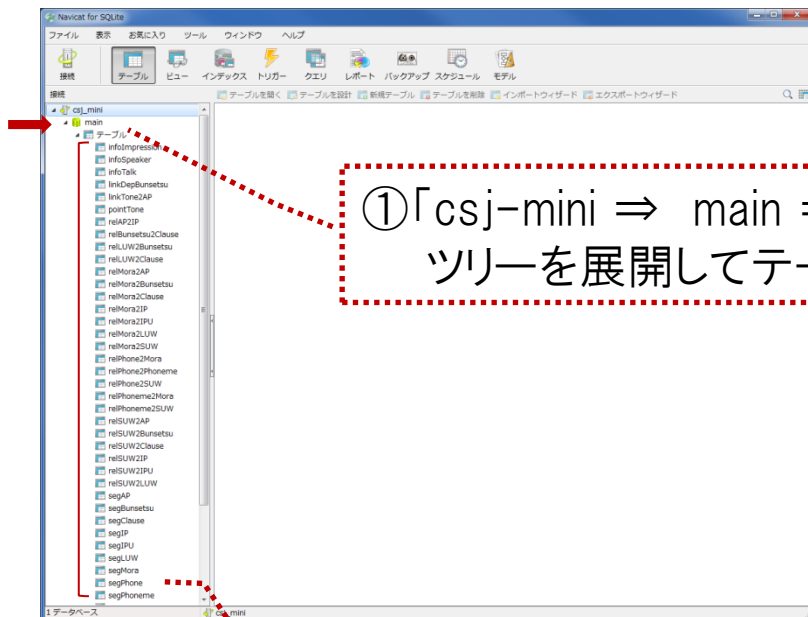 Navicat for SQLite
ファイル 表示 お気に入り ツール ウィンドウ ヘルプ
接続 テーブル ビュー インデックス トリガー クエリ レポート バックアップ スケジュール モデル
接続 テーブルを開く テーブルを設計 新規テーブル テーブルを削除 インポートウィザード エクスポートウィザード
csj_mini
main
テーブル
infoImpression
infoSpeaker
infoTalk
linkDepBunsetsu
linkTone2AP
pointTone
relAP2IP
relBunsetsu2Clause
relLUW2Bunsetsu
relLUW2Clause
relMora2AP
relMora2Bunsetsu
relMora2Clause
relMora2IP
relMora2IPU
relMora2LUW
relMora2SUW
relPhone2Mora
relPhone2Phoneme
relPhone2SUW
relPhoneme2Mora
relPhoneme2SUW
relSUW2AP
relSUW2Bunsetsu
relSUW2Clause
relSUW2IP
relSUW2IPU
relSUW2LUW
segAP
segBunsetsu
segClause
segIP
segIPU
segLUW
segMora
segPhone
segPhoneme
①「csj-mini ⇒ main ⇒
ツリーを展開してテー
1 データベース csj_mini